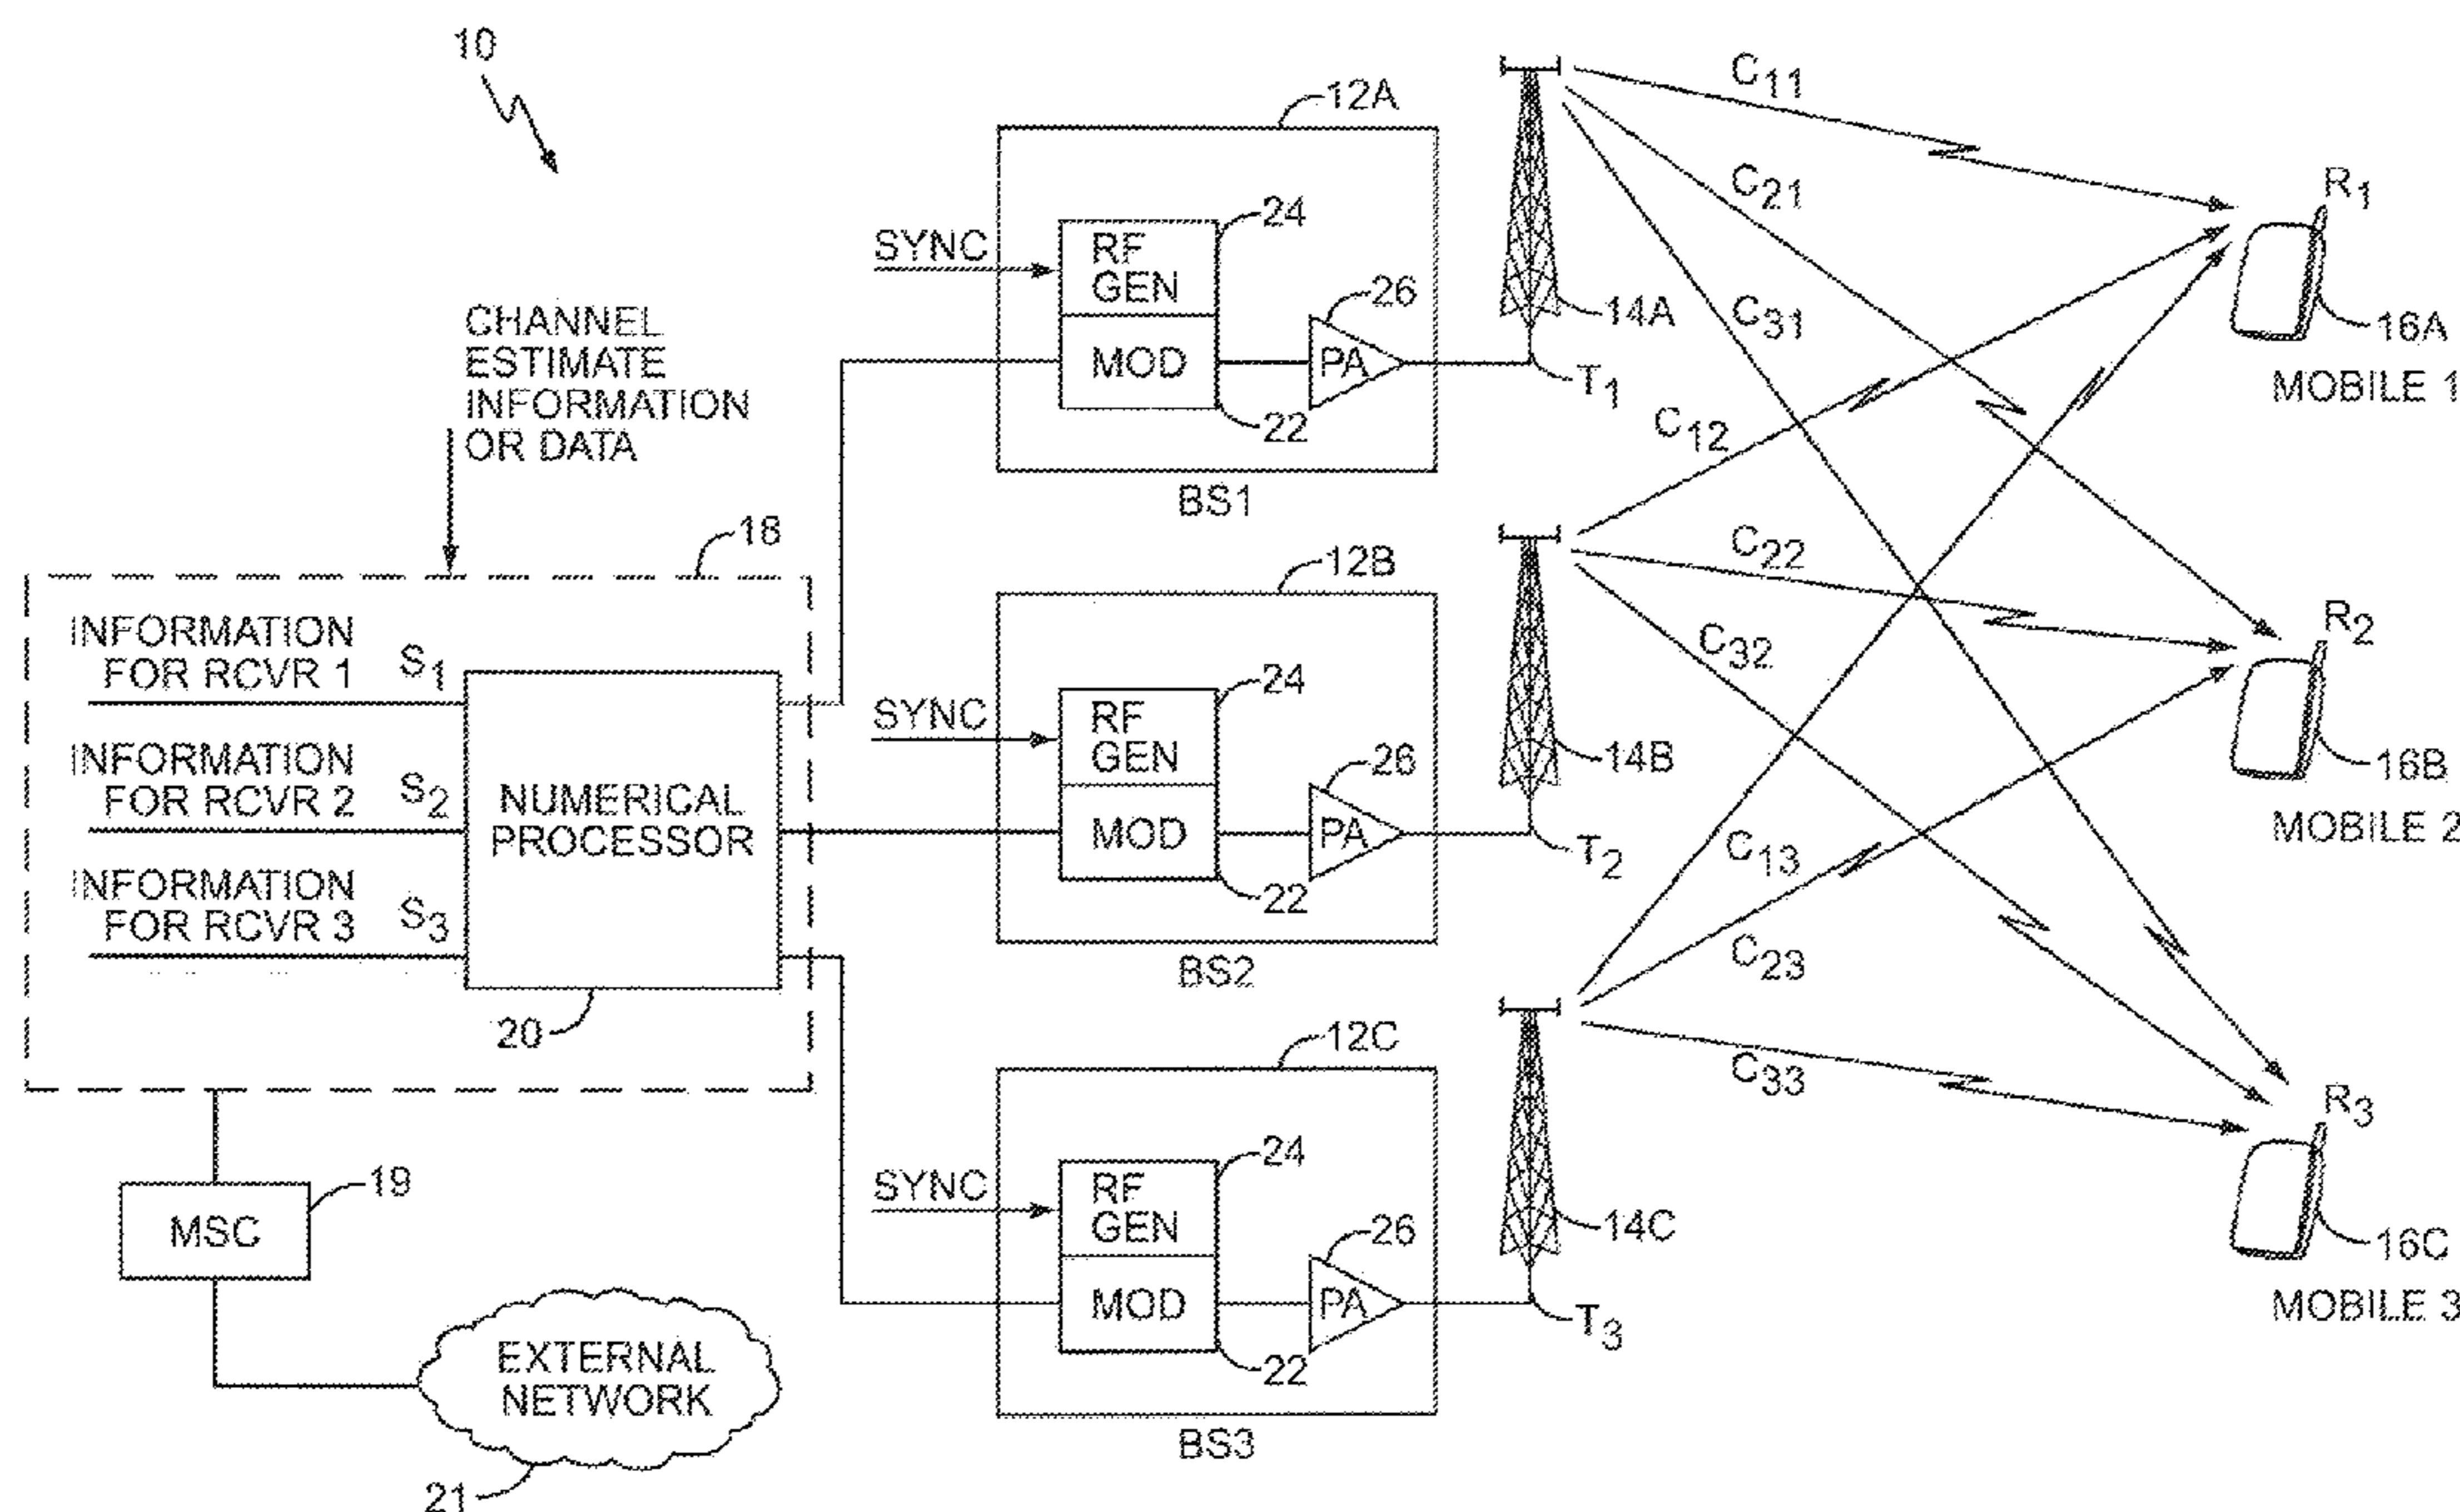 10
CHANNEL
ESTIMATE
INFORMATION
OR DATA
18
INFORMATION
FOR RCVR 1
S1
INFORMATION
FOR RCVR 2
S2
INFORMATION
FOR RCVR 3
S3
NUMERICAL
PROCESSOR
20
MSC
19
EXTERNAL
NETWORK
21
12A
SYNC
RF
GEN
24
MOD
22
26
PA
BS1
14A
T1
12B
SYNC
RF
GEN
24
MOD
22
26
PA
BS2
14B
T2
12C
SYNC
RF
GEN
24
MOD
22
26
PA
BS3
14C
T3
C11
C21
C31
C12
C22
C32
C13
C23
C33
R1
16A
MOBILE 1
R2
16B
MOBILE 2
R3
16C
MOBILE 3